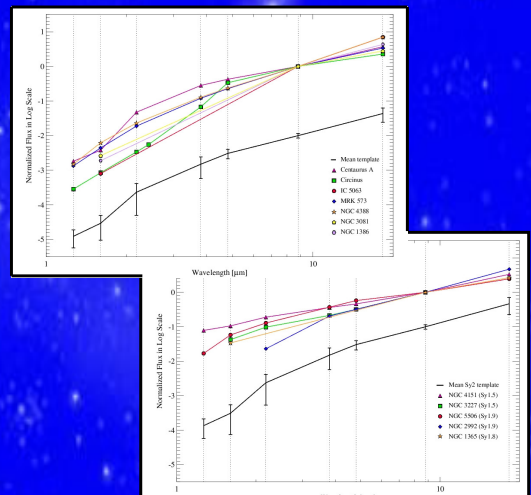 1
0
-1
-2
-3
-4
-5
Normalized Flux in Log Scale
Mean template
Centaurus A
Circinus
IC 5063
MRK 573
NGC 4388
NGC 3081
NGC 1386
1
10
Wavelength [μm]
0
-1
-2
-3
-4
-5
Normalized Flux in Log Scale
Mean Sy2 template
NGC 4151 (Sy1.5)
NGC 3227 (Sy1.5)
NGC 5506 (Sy1.9)
NGC 2992 (Sy1.9)
NGC 1365 (Sy1.8)
1
10